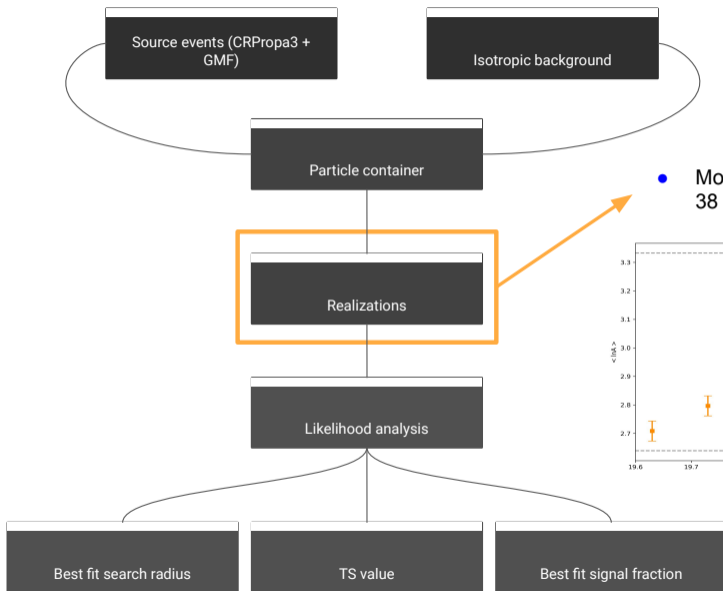 Source events (CRPropa3 +
GMF)
Isotropic background
Particle container
Mo
38
Realizations
3.3
3.2
3.1
3.0
2.9
2.8
2.7
< lnA >
19.6
19.7
Likelihood analysis
Best fit search radius
TS value
Best fit signal fraction